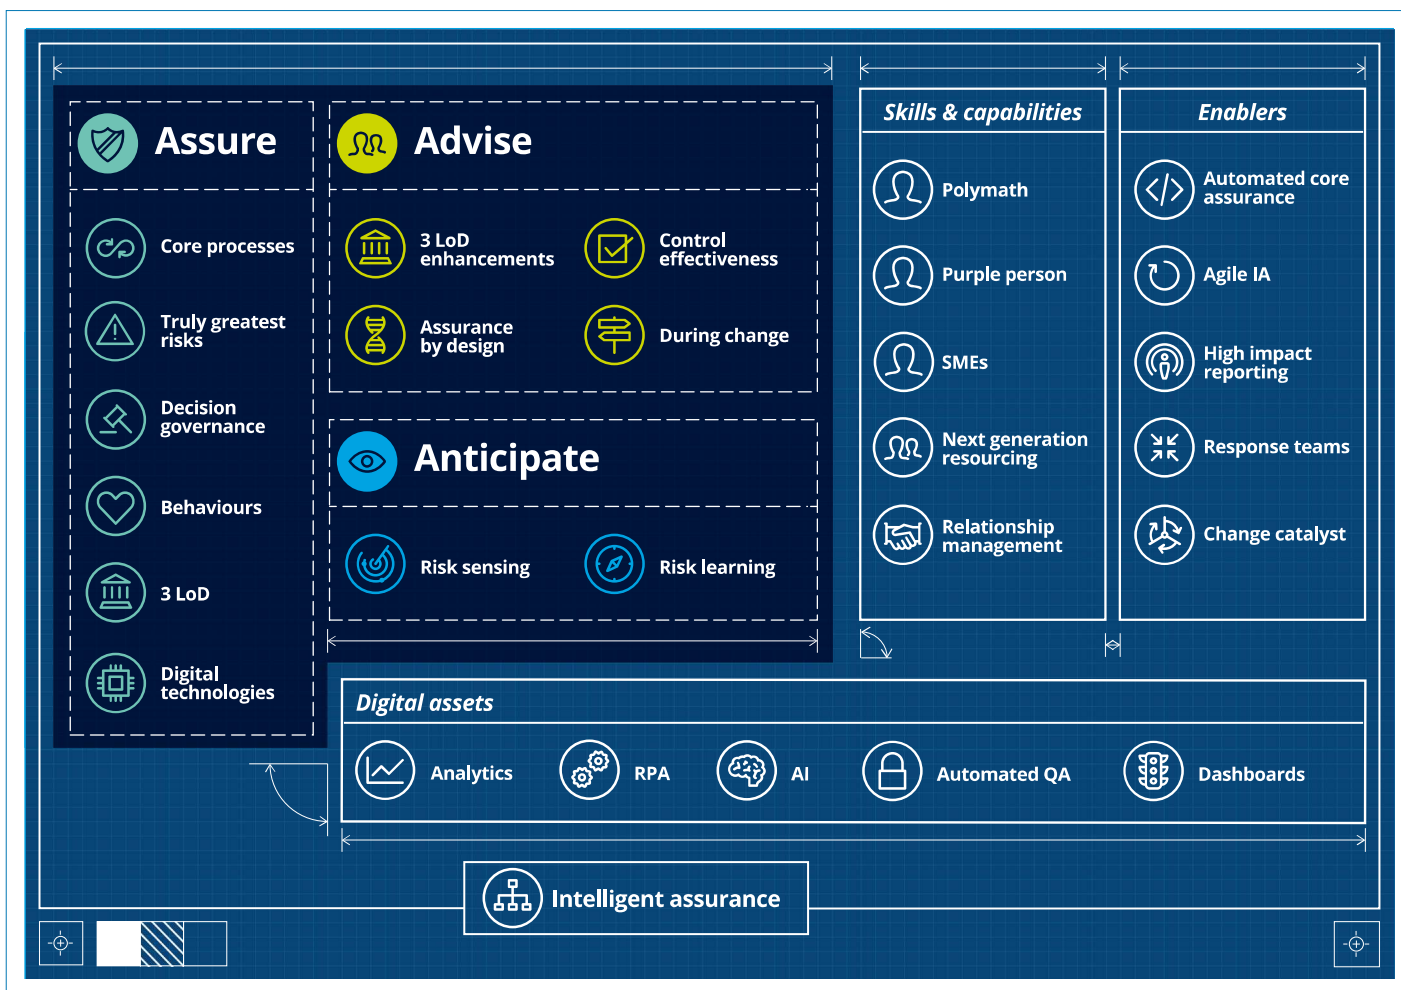 Assure
Core processes
Truly greatest
risks
Decision
governance
Behaviours
3 LoD
Digital
technologies
Advise
3 LoD
enhancements
Control
effectiveness
Assurance
by design
During change
Anticipate
Risk sensing
Risk learning
Skills & capabilities
Polymath
Purple person
SMEs
Next generation
resourcing
Relationship
management
Enablers
Automated core
assurance
Agile IA
High impact
reporting
Response teams
Change catalyst
Digital assets
Analytics
RPA
AI
Automated QA
Dashboards
Intelligent assurance